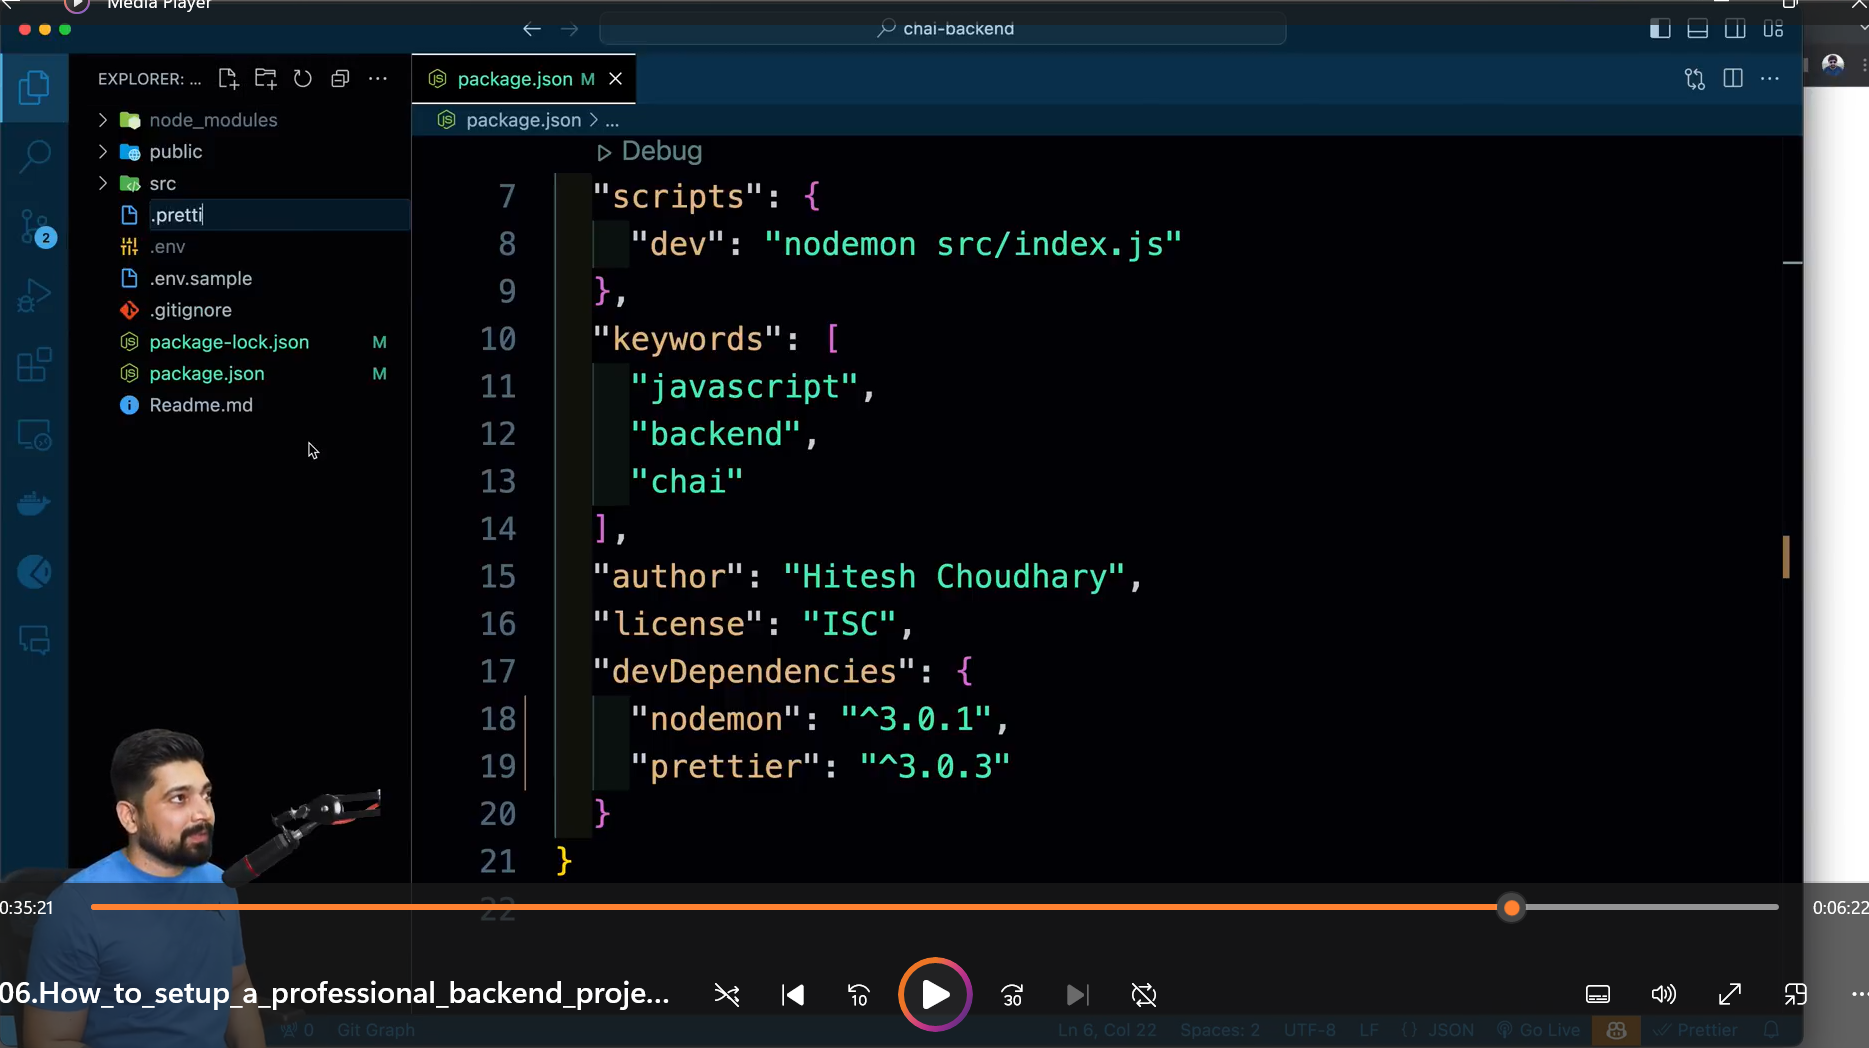 Media Player
chai-backend
EXPLORER: ...
package.json M
node_modules
package.json > ...
public
Debug
src
7 "scripts": {
.pretti
8 "dev": "nodemon src/index.js"
.env
.env.sample
9 },
.gitignore
10 "keywords": [
package-lock.json M
package.json M
11 "javascript",
Readme.md
12 "backend",
13 "chai"
14 ],
15 "author": "Hitesh Choudhary",
16 "license": "ISC",
17 "devDependencies": {
18 "nodemon": "^3.0.1",
19 "prettier": "^3.0.3"
20 }
21 }
22
2
0:35:21
0:06:22
06.How_to_setup_a_professional_backend_proje...
10
30
0
Git Graph
Ln 6, Col 22
Spaces: 2
UTF-8
LF
{} JSON
Go Live
Prettier